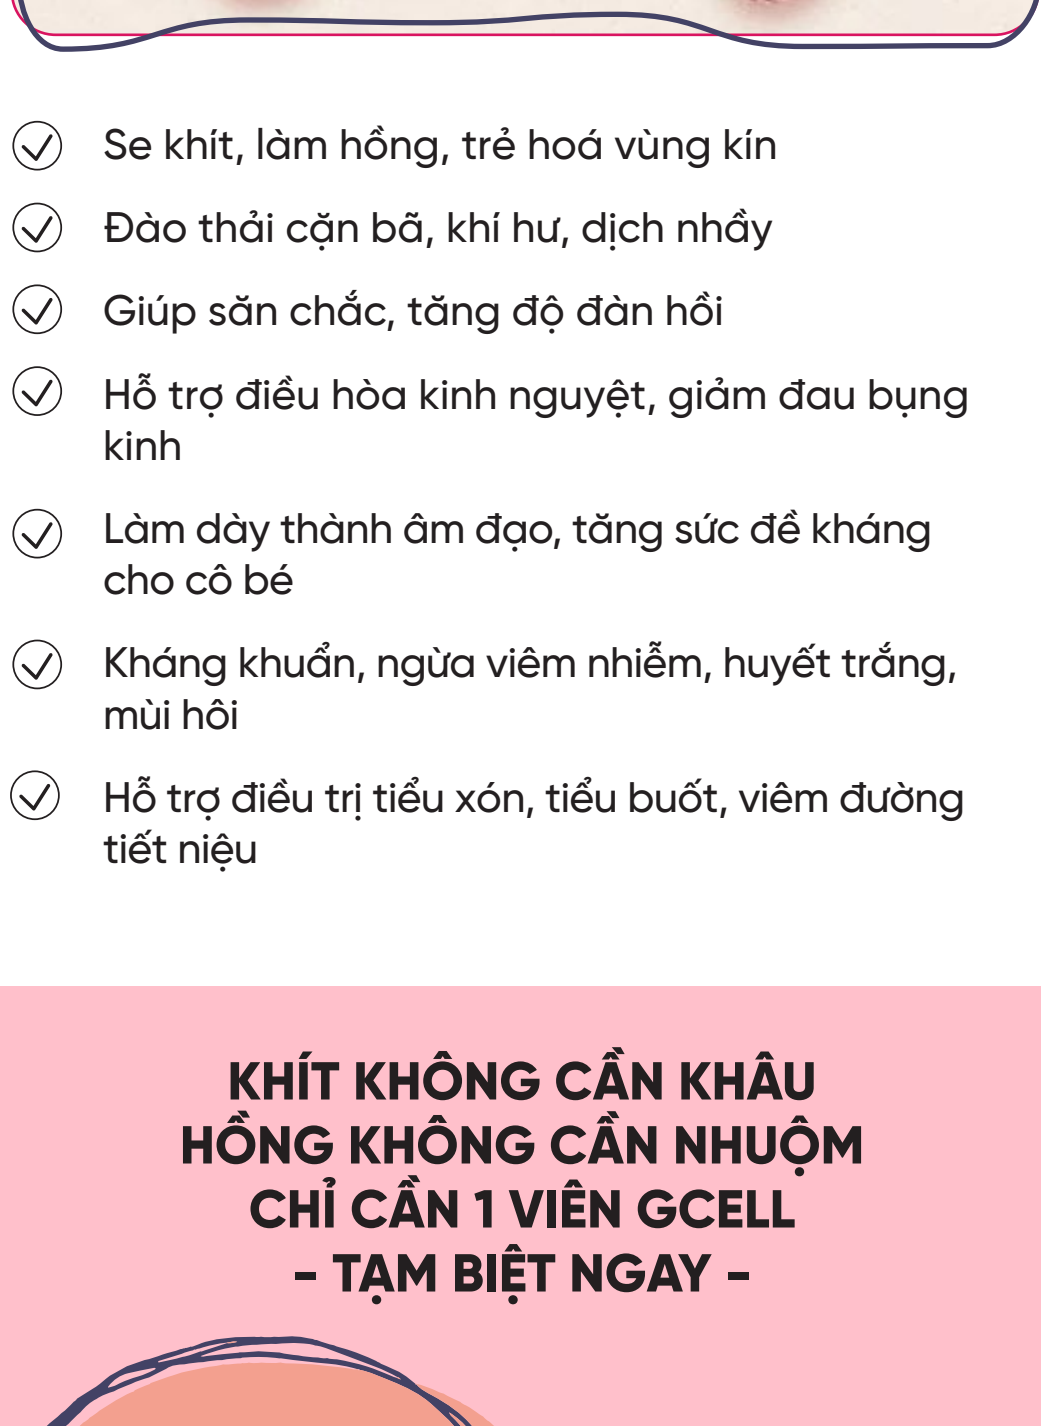 Se khít, làm hồng, trẻ hoá vùng kín
Đào thải cặn bã, khí hư, dịch nhầy
Giúp săn chắc, tăng độ đàn hồi
Hỗ trợ điều hòa kinh nguyệt, giảm đau bụng
kinh
Làm dày thành âm đạo, tăng sức đề kháng
cho cô bé
Kháng khuẩn, ngừa viêm nhiễm, huyết trắng,
mùi hôi
Hỗ trợ điều trị tiểu xón, tiểu buốt, viêm đường
tiết niệu
KHÍT KHÔNG CẦN KHÂU
HỒNG KHÔNG CẦN NHUỘM
CHỈ CẦN 1 VIÊN GCELL
- TẠM BIỆT NGAY -